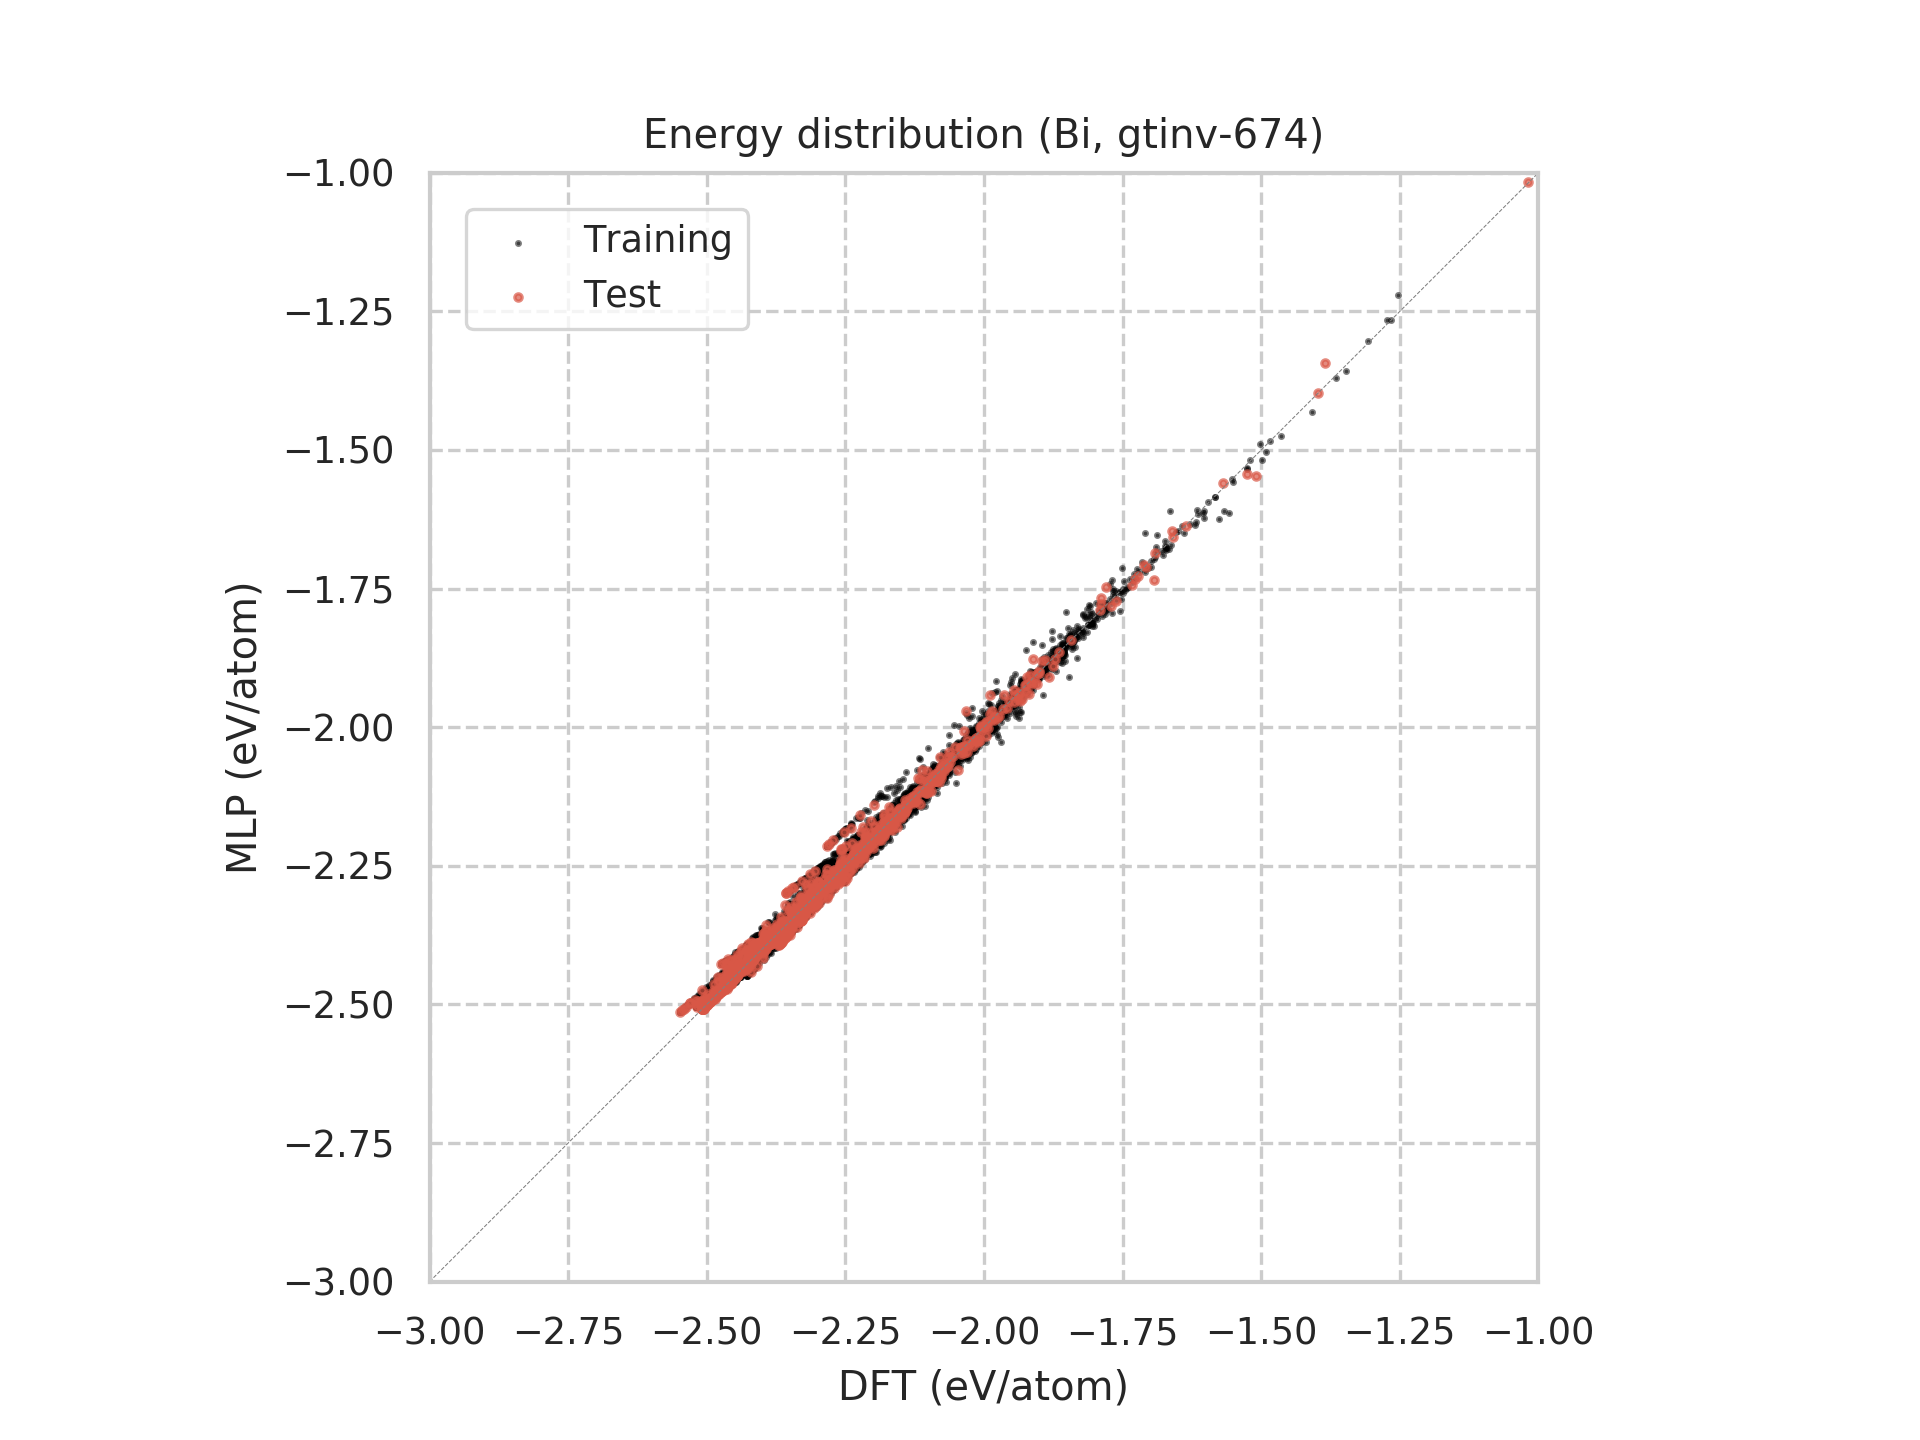 Energy distribution (Bi, gtinv-674)
Training
Test
−1.00
−1.25
−1.50
−1.75
−2.00
−2.25
−2.50
−2.75
−3.00
MLP (eV/atom)
−3.00 −2.75 −2.50 −2.25 −2.00 −1.75 −1.50 −1.25 −1.00
DFT (eV/atom)